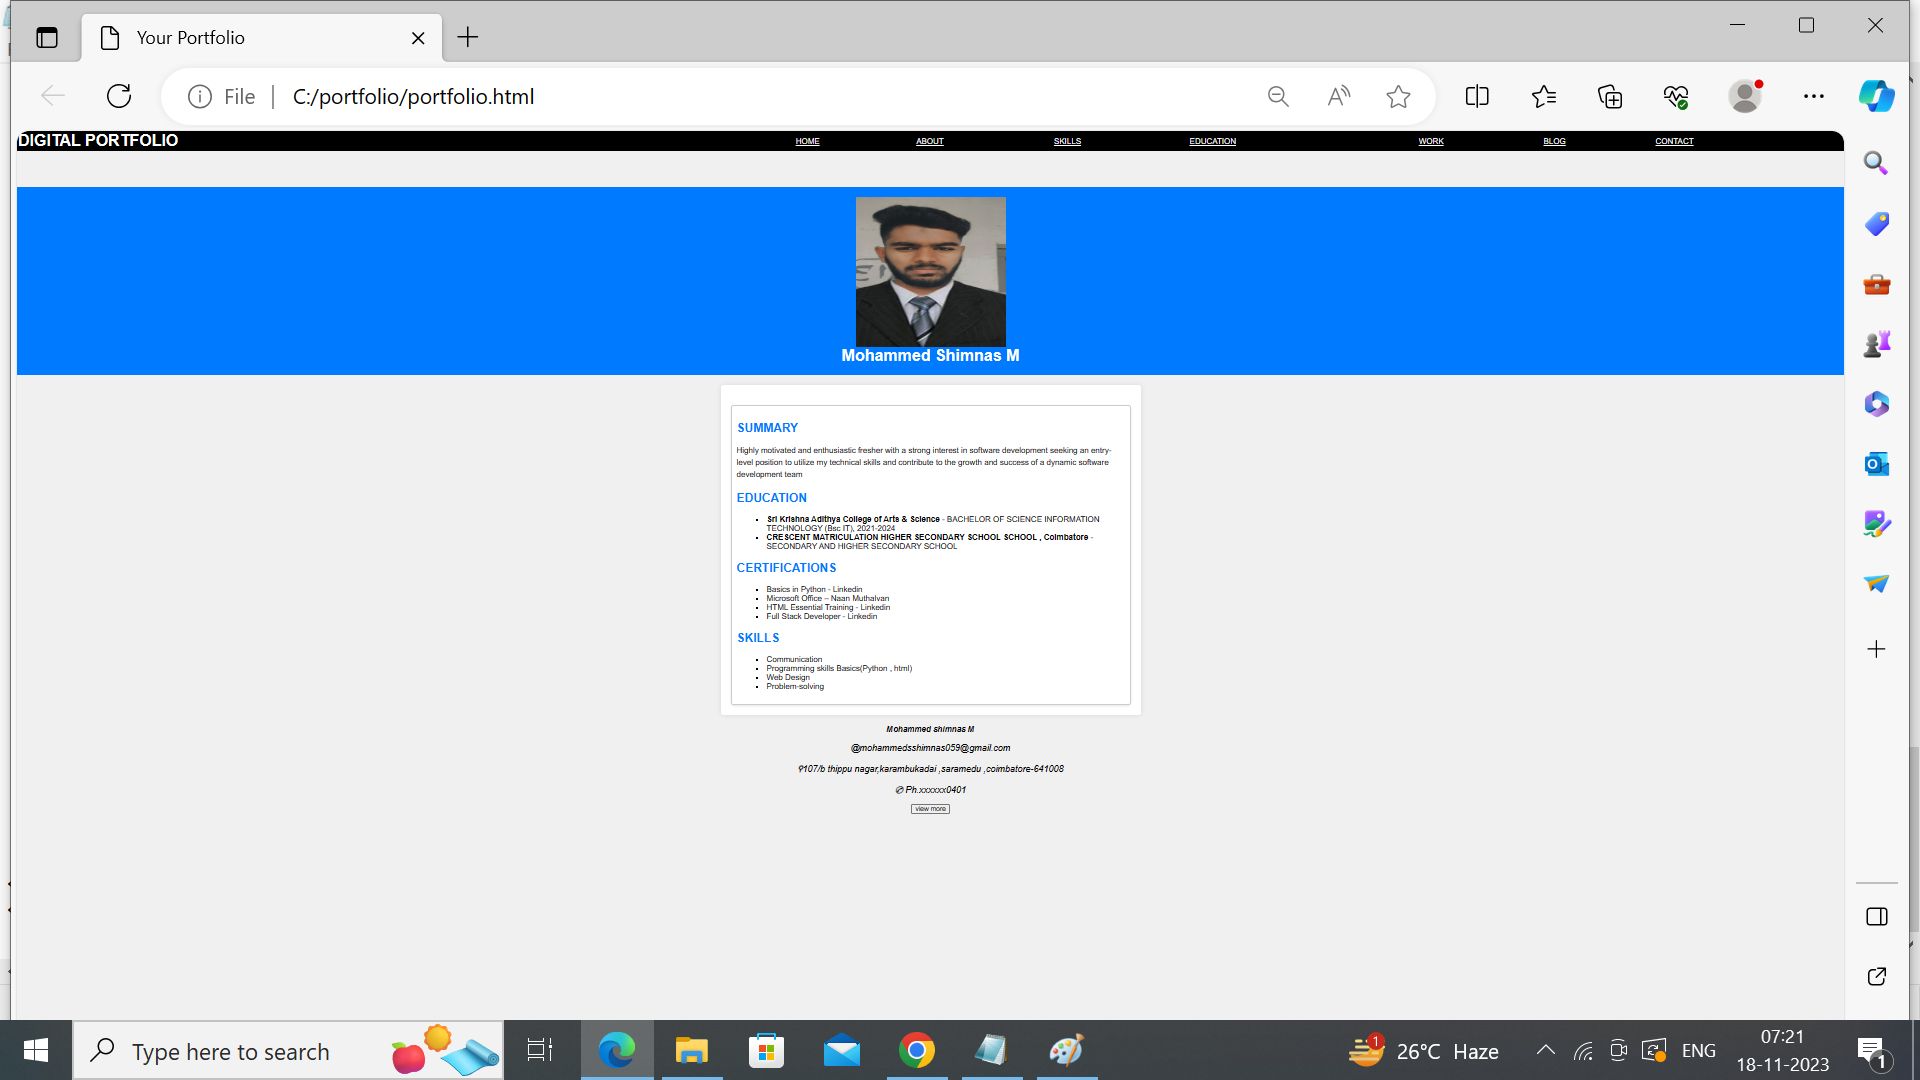 Your Portfolio
File | C:/portfolio/portfolio.html
DIGITAL PORTFOLIO HOME ABOUT SKILLS EDUCATION WORK BLOG CONTACT
Mohammed Shimnas M
SUMMARY
Highly motivated and enthusiastic fresher with a strong interest in software development seeking an entry-
level position to utilize my technical skills and contribute to the growth and success of a dynamic software
development team
EDUCATION
Sri Krishna Adithya College of Arts & Science - BACHELOR OF SCIENCE INFORMATION
TECHNOLOGY (Bsc IT), 2021-2024
CRESCENT MATRICULATION HIGHER SECONDARY SCHOOL SCHOOL , Coimbatore -
SECONDARY AND HIGHER SECONDARY SCHOOL
CERTIFICATIONS
Basics in Python - Linkedin
Microsoft Office – Naan Muthalvan
HTML Essential Training - Linkedin
Full Stack Developer - Linkedin
SKILLS
Communication
Programming skills Basics(Python , html)
Web Design
Problem-solving
Mohammed shimnas M
@mohammedsshimnas059@gmail.com
107/b thippu nagar,karambukadai ,saramedu ,coimbatore-641008
✆ Ph.xxxxxx0401
view more
Type here to search
1
26°C Haze
ENG
07:21
18-11-2023
1